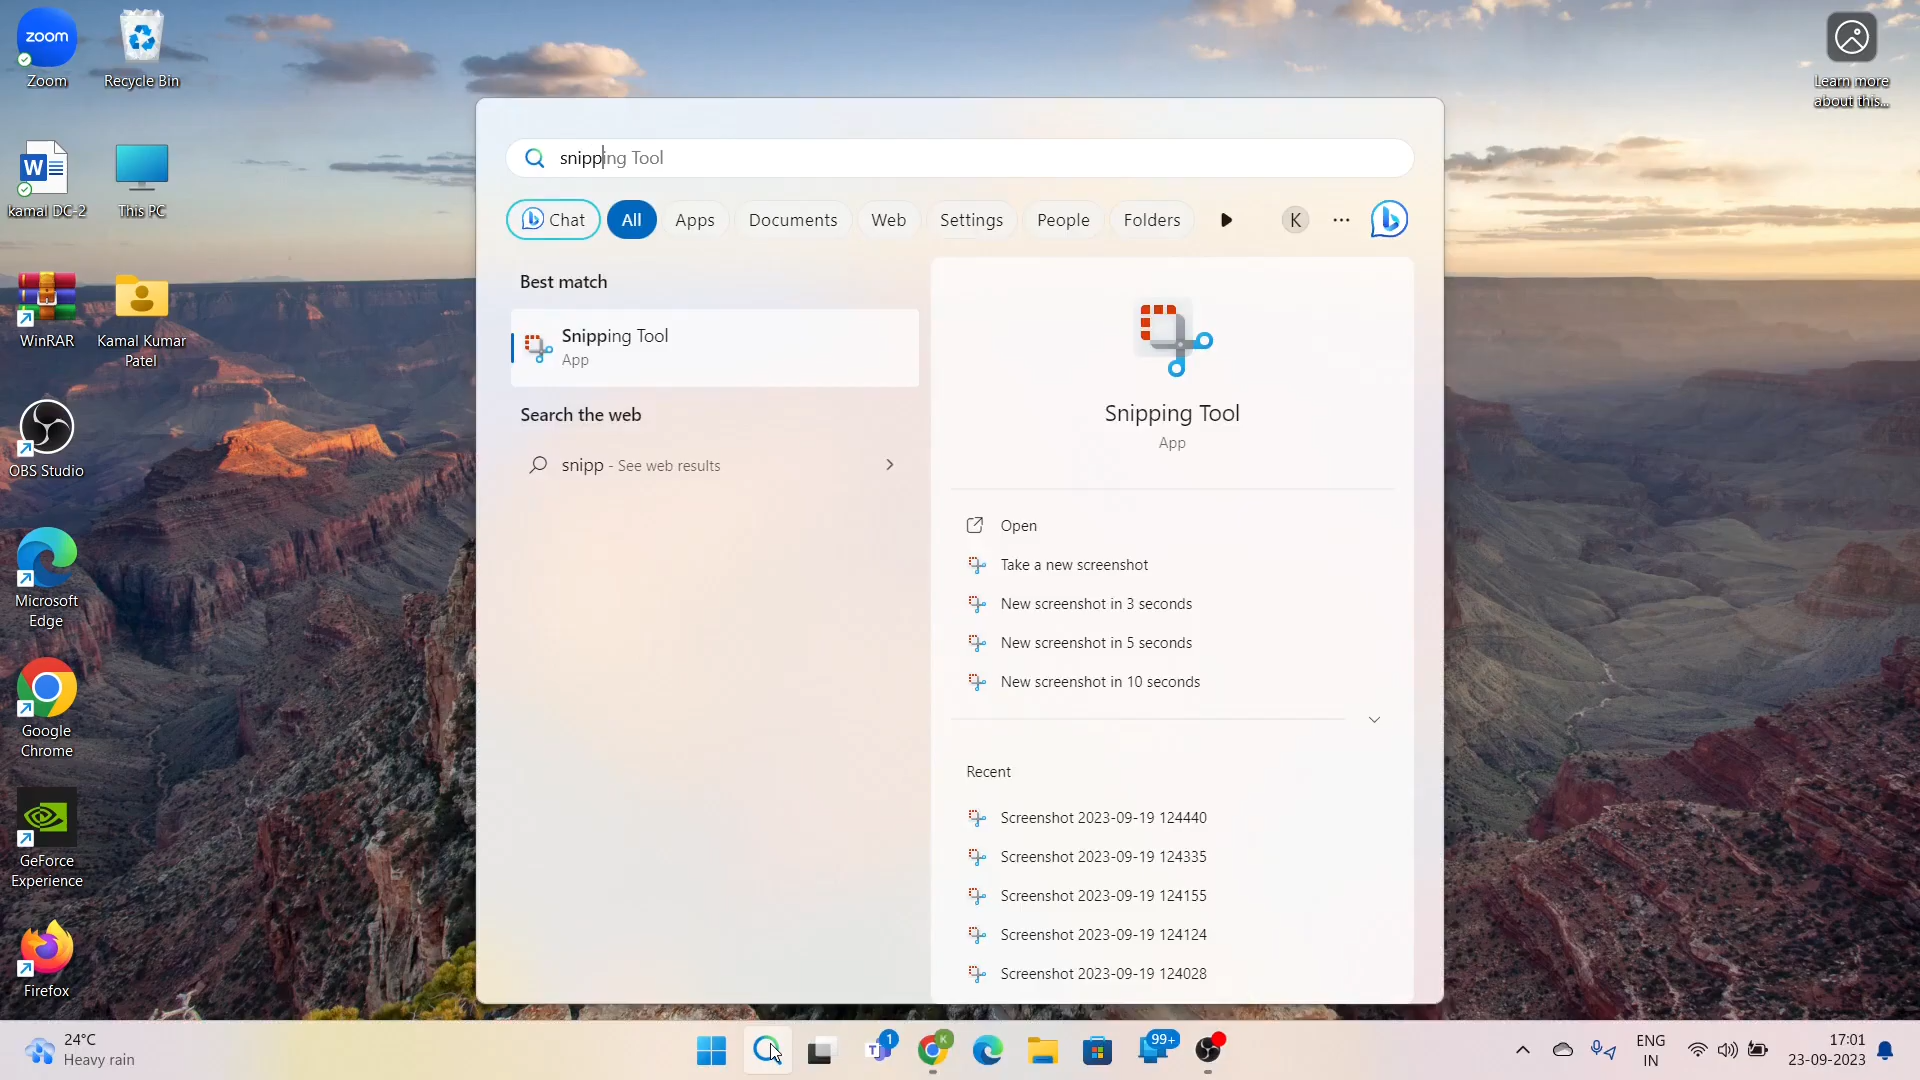 zoom
Zoom
Recycle Bin
Learn more
about this...
kamal DC-2
This PC
WinRAR
Kamal Kumar
Patel
OBS Studio
Microsoft
Edge
Google
Chrome
GeForce
Experience
Firefox
snipping Tool
Chat
All
Apps
Documents
Web
Settings
People
Folders
K
Best match
Snipping Tool
App
Search the web
snipp - See web results
Snipping Tool
App
Open
Take a new screenshot
New screenshot in 3 seconds
New screenshot in 5 seconds
New screenshot in 10 seconds
Recent
Screenshot 2023-09-19 124440
Screenshot 2023-09-19 124335
Screenshot 2023-09-19 124155
Screenshot 2023-09-19 124124
Screenshot 2023-09-19 124028
24°C
Heavy rain
1
K
99+
ENG
IN
17:01
23-09-2023